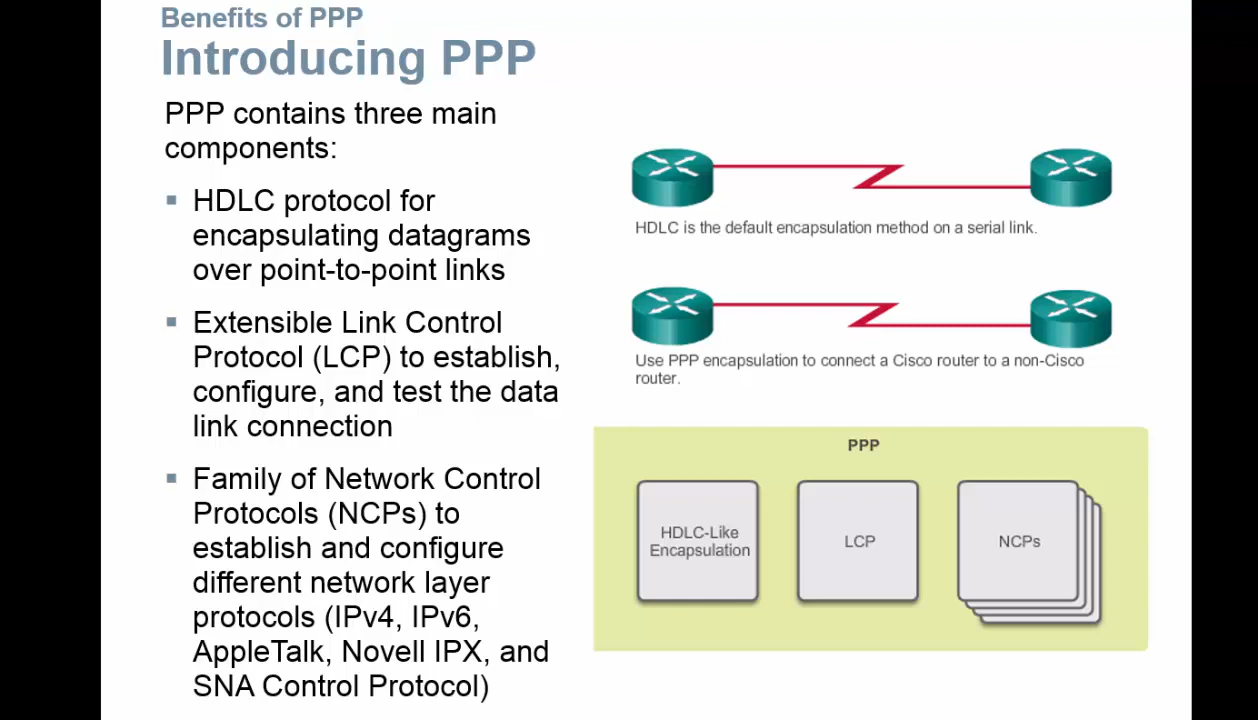 Benefits of PPP
Introducing PPP
PPP contains three main
components:
▪ HDLC protocol for
encapsulating datagrams
over point-to-point links
▪ Extensible Link Control
Protocol (LCP) to establish,
configure, and test the data
link connection
▪ Family of Network Control
Protocols (NCPs) to
establish and configure
different network layer
protocols (IPv4, IPv6,
AppleTalk, Novell IPX, and
SNA Control Protocol)
HDLC is the default encapsulation method on a serial link.
Use PPP encapsulation to connect a Cisco router to a non-Cisco
router.
PPP
HDLC-Like
Encapsulation
LCP
NCPs